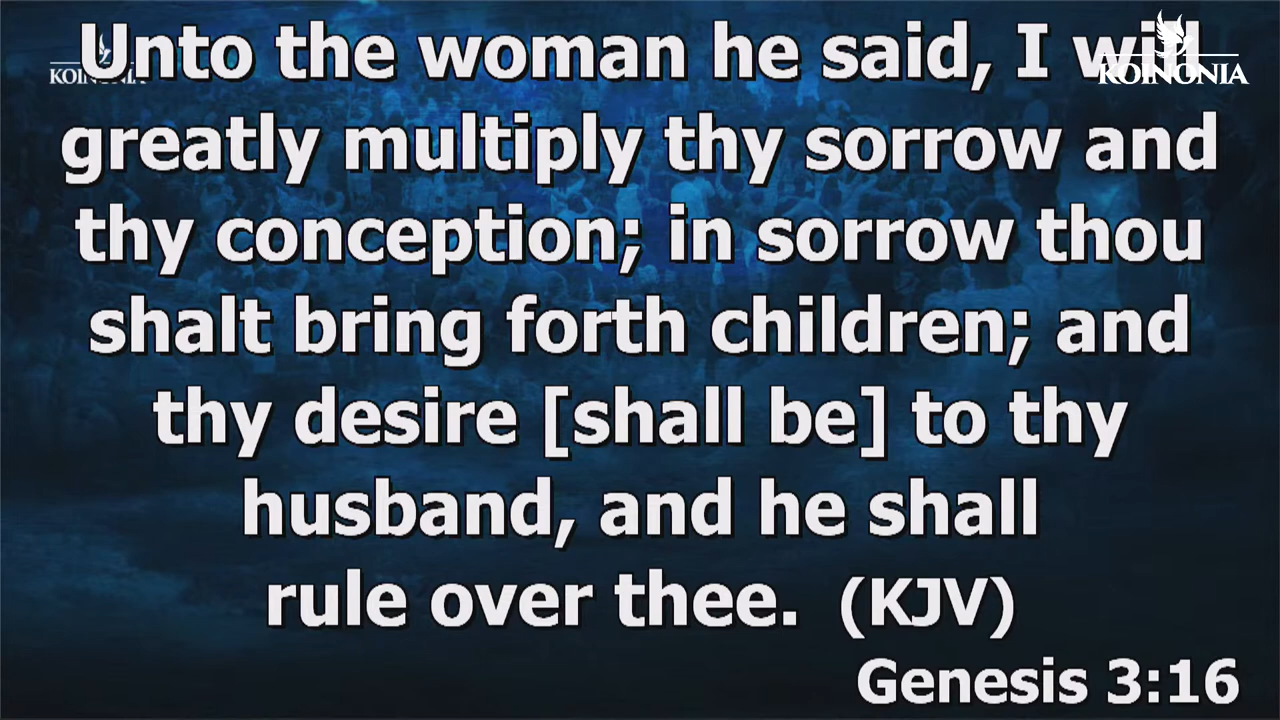 Unto the woman he said, I will
KOINONIA
KOINONIA
greatly multiply thy sorrow and
thy conception; in sorrow thou
shalt bring forth children; and
thy desire [shall be] to thy
husband, and he shall
rule over thee. (KJV)
Genesis 3:16